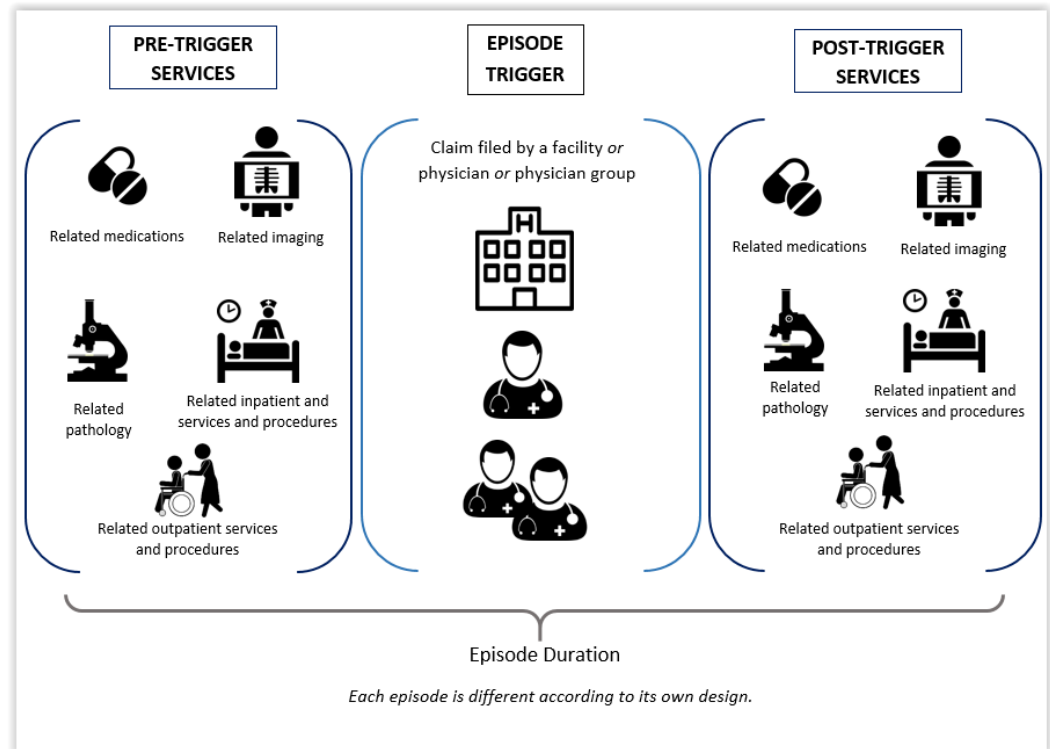 PRE-TRIGGER
SERVICES
Related medications
Related imaging
Related
pathology
Related inpatient and
services and procedures
Related outpatient services
and procedures
EPISODE
TRIGGER
Claim filed by a facility or
physician or physician group
H
POST-TRIGGER
SERVICES
Related medications
Related imaging
Related
pathology
Related inpatient and
services and procedures
Related outpatient services
and procedures
Episode Duration
Each episode is different according to its own design.